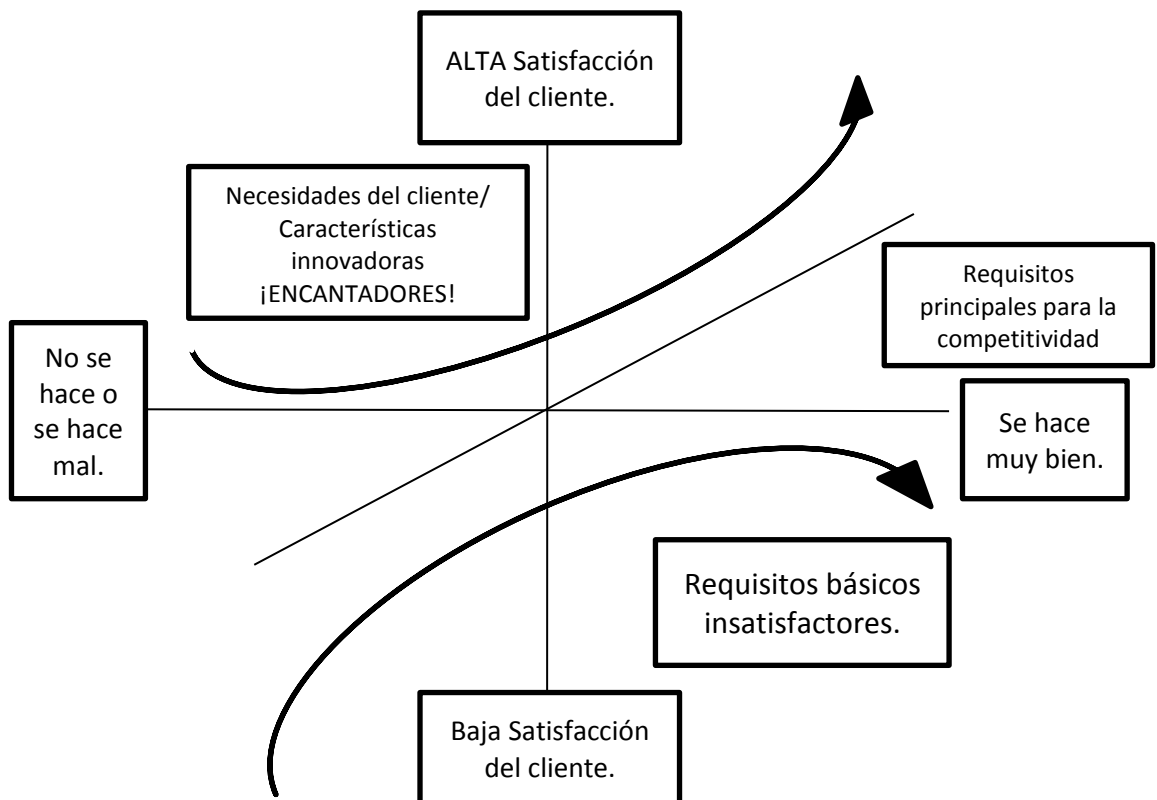 ALTA Satisfacción
del cliente.
Necesidades del cliente/
Características
innovadoras
¡ENCANTADORES!
Requisitos
principales para la
competitividad
No se
hace o
se hace
mal.
Se hace
muy bien.
Requisitos básicos
insatisfactores.
Baja Satisfacción
del cliente.